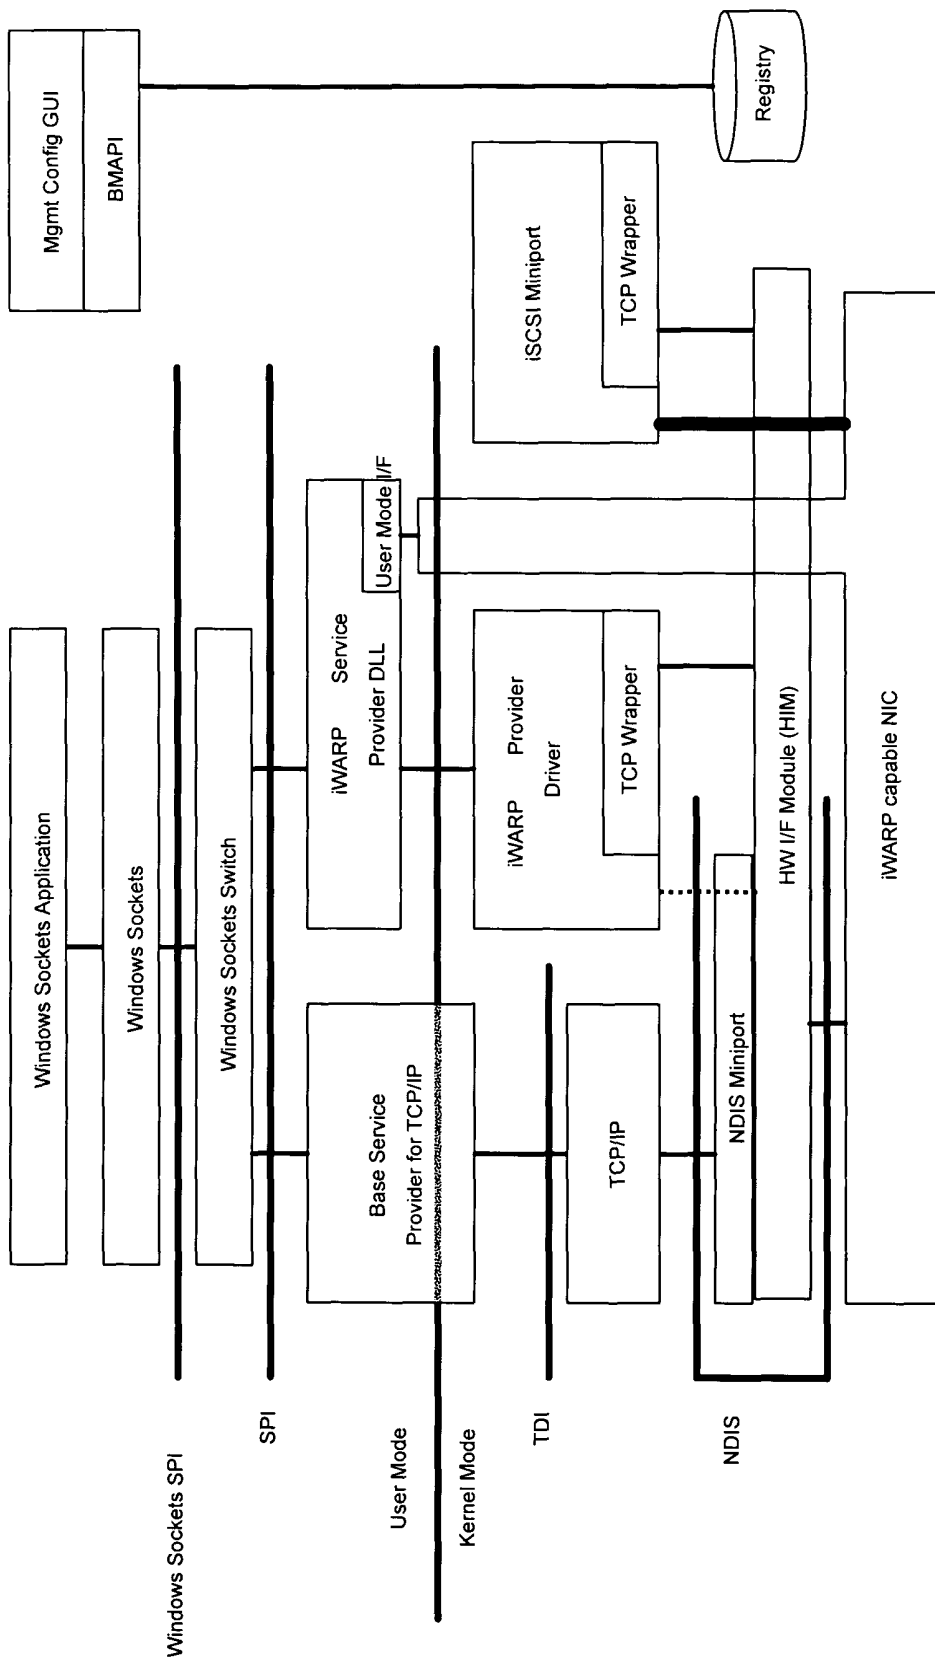 Mgmt Config GUI
BMAPI
Registry
Windows Sockets Application
Windows Sockets
Windows Sockets SPI
Windows Sockets Switch
SPI
Base Service
Provider for TCP/IP
iWARP Service
Provider DLL
User Mode I/F
User Mode
Kernel Mode
iWARP Provider
Driver
TCP Wrapper
iSCSI Miniport
TCP Wrapper
TDI
TCP/IP
NDIS
NDIS Miniport
HW I/F Module (HIM)
iWARP capable NIC